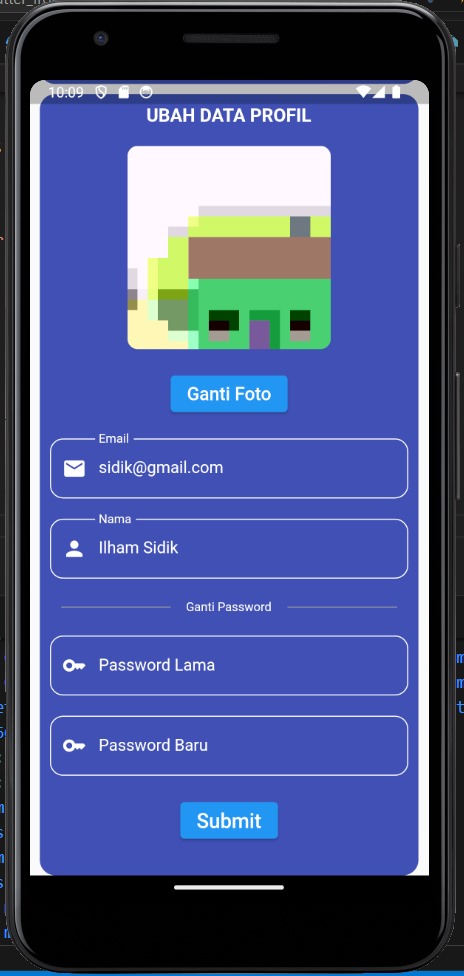 10:09
UBAH DATA PROFIL
Ganti Foto
Email
sidik@gmail.com
Nama
Ilham Sidik
Ganti Password
Password Lama
Password Baru
Submit